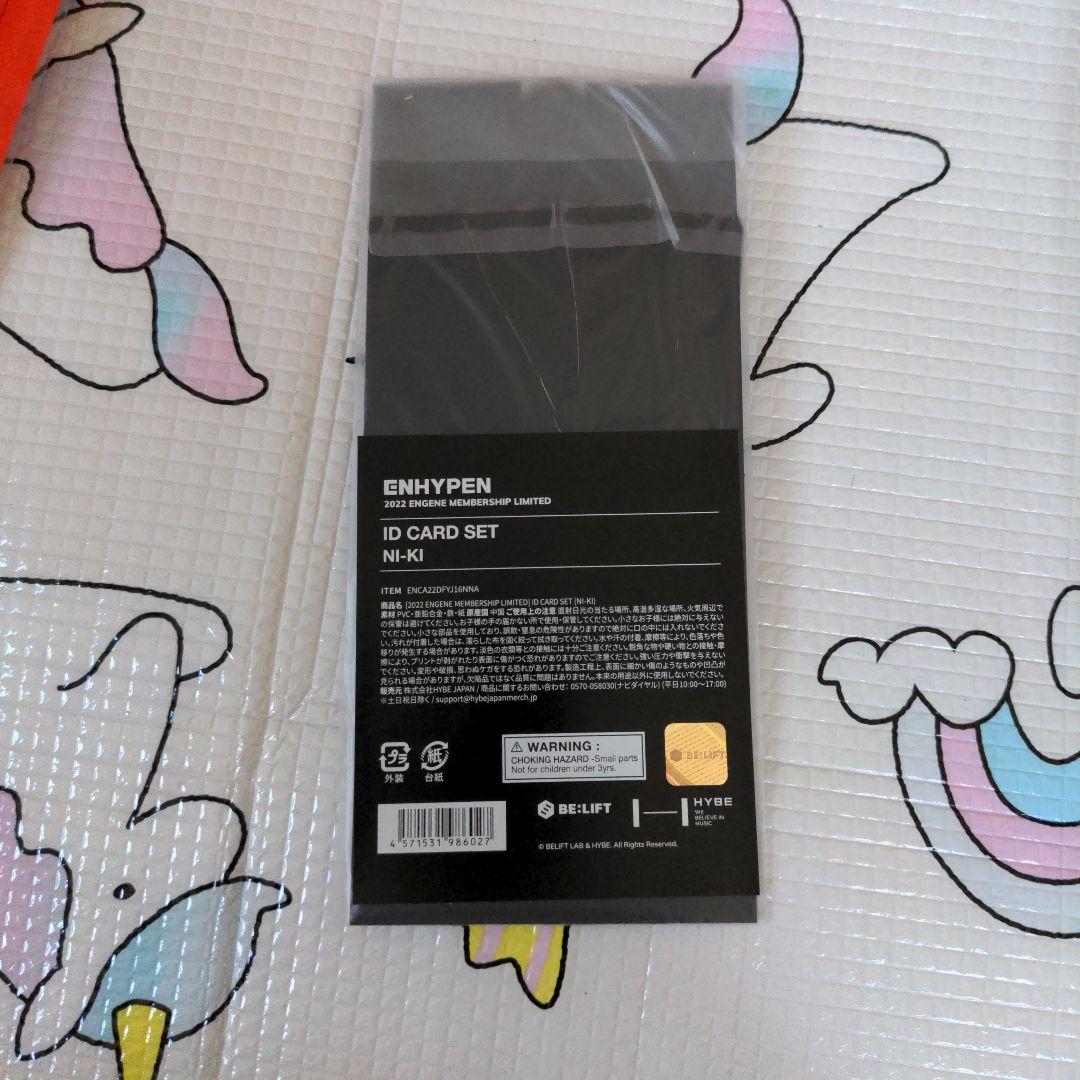 ENHYPEN
2022 ENGENE MEMBERSHIP LIMITED
ID CARD SET
NI-KI
ITEM ENCA22DFYJ16NNA
商品名 [2022 ENGENE MEMBERSHIP LIMITED] ID CARD SET (NI-KI)
素材 PVC・亜鉛合金・鉄・紙 原産国 中国 ご使用上の注意 直射日光の当たる場所、高温多湿な場所、火気周辺で
の保管は避けてください。お子様の手の届かない所で使用・保管してください。小さなお子様には絶対に与えない
でください。小さな部品を使用しており、誤飲・窒息の危険性がありますので絶対に口の中には入れないでくださ
い。汚れが付着した場合は、濡らした布を固く絞って拭き取ってください。水や汗の付着、摩擦等により、色落ちや色
移りが発生する場合があります。淡色の衣類等との接触には十分ご注意ください。鋭角な物や硬い物との接触・摩
擦により、プリントが剥がれたり表面に傷がつく恐れがありますのでご注意ください。強い圧力や衝撃を与えない
でください。変形や破損、思わぬケガをする恐れがあります。製造工程上、表面に細かい傷のようなものや凹凸が
見られる場合がありますが、欠陥品ではなく品質に問題はありません。本来の用途以外に使用しないでください。
販売元 株式会社HYBE JAPAN / 商品に関するお問い合わせ: 0570-058030(ナビダイヤル) (平日10:00〜17:00)
※土日祝日除く / support@hybejapanmerch.jp
プラ
外装
紙
台紙
⚠ WARNING :
CHOKING HAZARD -Small parts
Not for children under 3yrs.
BE:LIFT
BE:LIFT
HYBE
WE
BELIEVE IN
MUSIC
4 571531 986027
© BELIFT LAB & HYBE. All Rights Reserved.